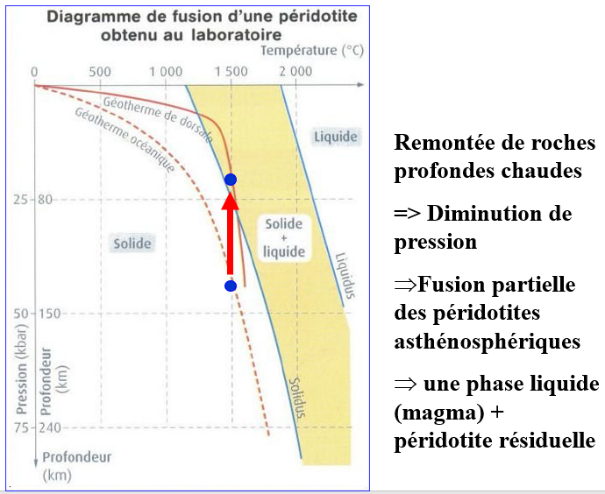 Diagramme de fusion d'une péridotite
obtenu au laboratoire
Température (°C)
0 500 1 000 1 500 2 000
Géotherme de dorsale
Géotherme océanique
Liquide
25 80
Solide
Solide
+
liquide
Liquidus
50 150
Solidus
75 240
Pression (kbar)
Profondeur
(km)
Profondeur
(km)
Remontée de roches
profondes chaudes
=> Diminution de
pression
⇒Fusion partielle
des péridotites
asthénosphériques
⇒ une phase liquide
(magma) +
péridotite résiduelle